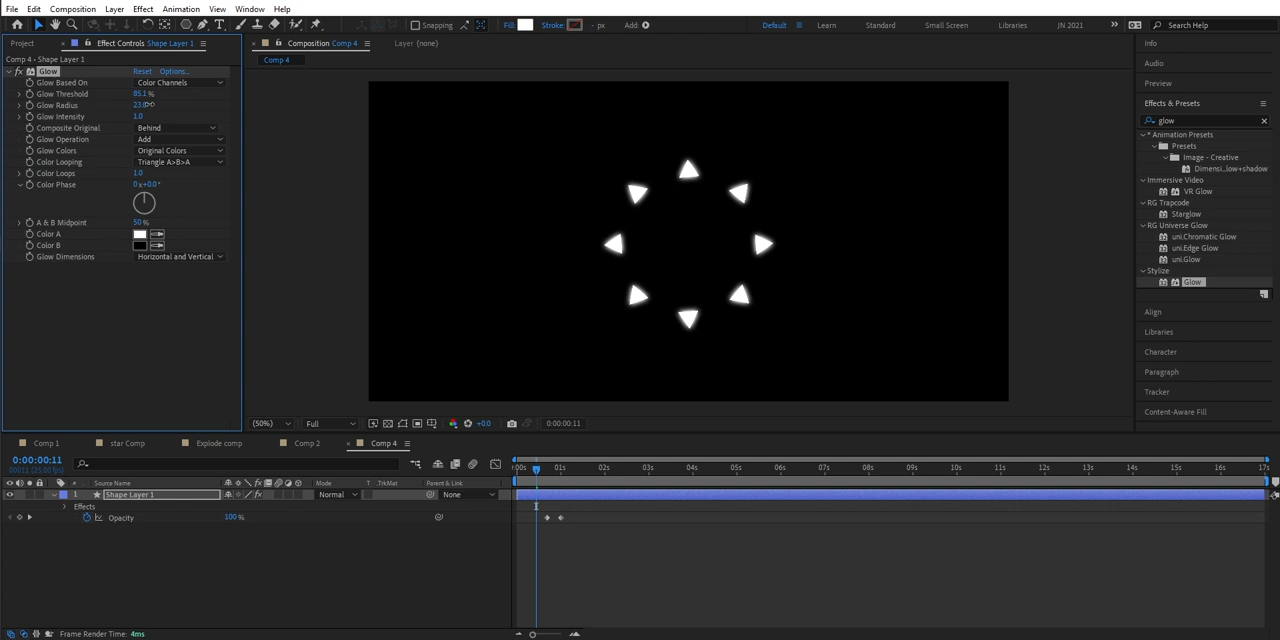 File Edit Composition Layer Effect Animation View Window Help
Snapping Fill: Stroke: - px Add: Default Learn Standard Small Screen Libraries JN 2021 » Search Help
Project × Effect Controls Shape Layer 1
Comp 4 • Shape Layer 1
fx Glow Reset Options...
Glow Based On Color Channels
Glow Threshold 85.1 %
Glow Radius
Glow Intensity 1.0
Composite Original Behind
Glow Operation Add
Glow Colors Original Colors
Color Looping Triangle A>B>A
Color Loops 1.0
Color Phase 0 x+0.0°
A & B Midpoint 50 %
Color A
Color B
Glow Dimensions Horizontal and Vertical
× Composition Comp 4 Layer (none)
Comp 4
(50%) Full +0.0 0:00:00:11
Info
Audio
Preview
Effects & Presets
glow ×
* Animation Presets
Presets
Image - Creative
Dimensi...low+shadow
Immersive Video
VR Glow
RG Trapcode
Starglow
RG Universe Glow
uni.Chromatic Glow
uni.Edge Glow
uni.Glow
Stylize
Glow
Align
Libraries
Character
Paragraph
Tracker
Content-Aware Fill
Comp 1 star Comp Explode comp Comp 2 × Comp 4
0:00:00:11
00011 (25.00 fps)
:00s 01s 02s 03s 04s 05s 06s 07s 08s 09s 10s 11s 12s 13s 14s 15s 16s 17s
# Source Name Mode T .TrkMat Parent & Link
1 Shape Layer 1 Normal None
Effects
Opacity 100 %
Frame Render Time: 4ms